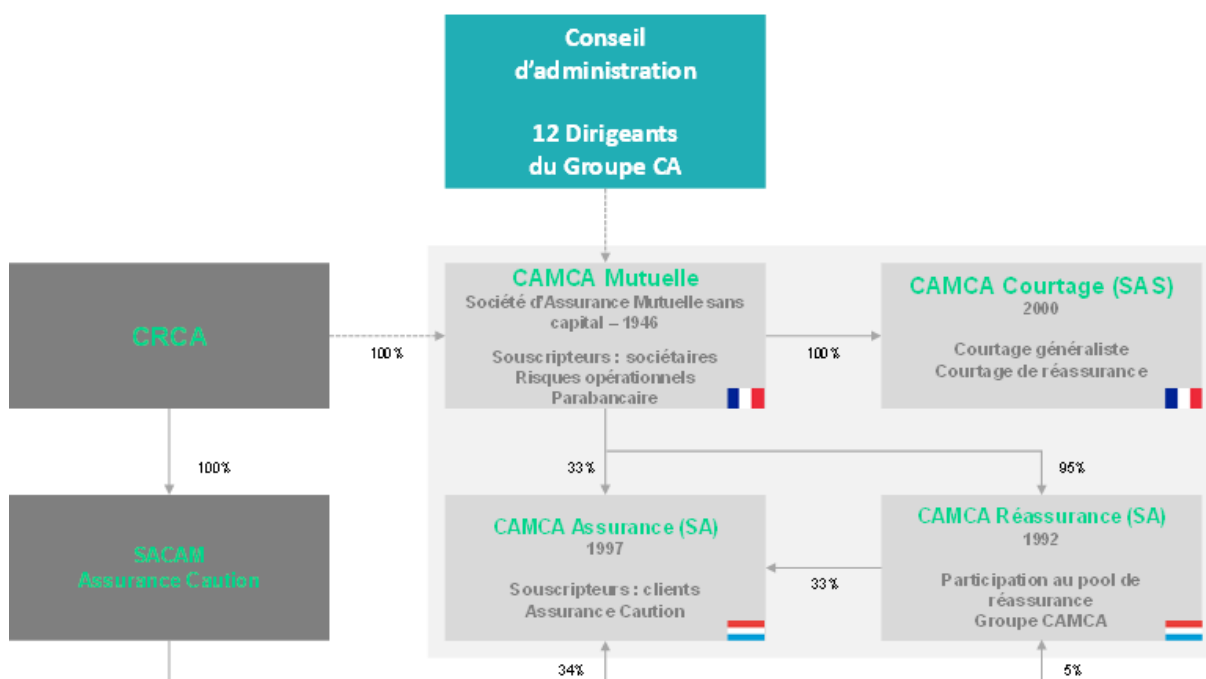 Conseil
d'administration
12 Dirigeants
du Groupe CA
CRCA
100%
CAMCA Mutuelle
Société d'Assurance Mutuelle sans
capital – 1946
Souscripteurs : sociétaires
Risques opérationnels
Parabancaire
100%
CAMCA Courtage (SAS)
2000
Courtage généraliste
Courtage de réassurance
100%
33%
95%
SACAM
Assurance Caution
CAMCA Assurance (SA)
1997
Souscripteurs : clients
Assurance Caution
33%
CAMCA Réassurance (SA)
1992
Participation au pool de
réassurance
Groupe CAMCA
34%
5%